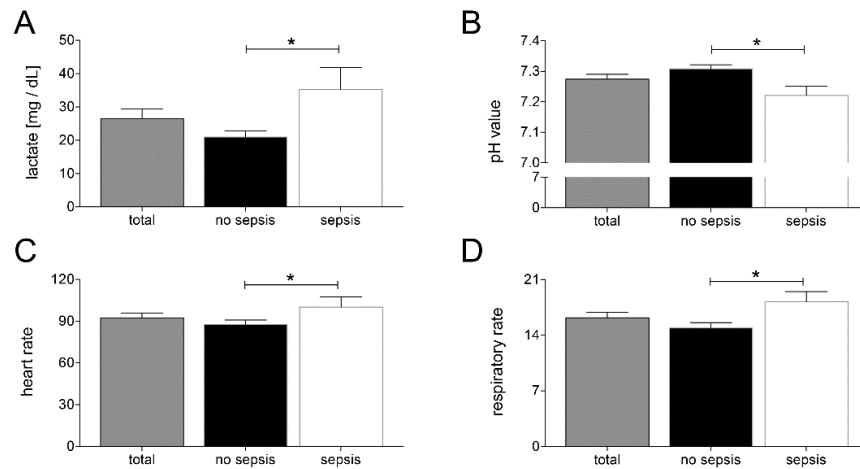 A
lactate [mg / dL]
50
40
30
20
10
0
*
total
no sepsis
sepsis
B
pH value
7.4
7.3
7.2
7.1
7.0
7
0
*
total
no sepsis
sepsis
C
heart rate
120
90
60
30
0
*
total
no sepsis
sepsis
D
respiratory rate
21
14
7
0
*
total
no sepsis
sepsis